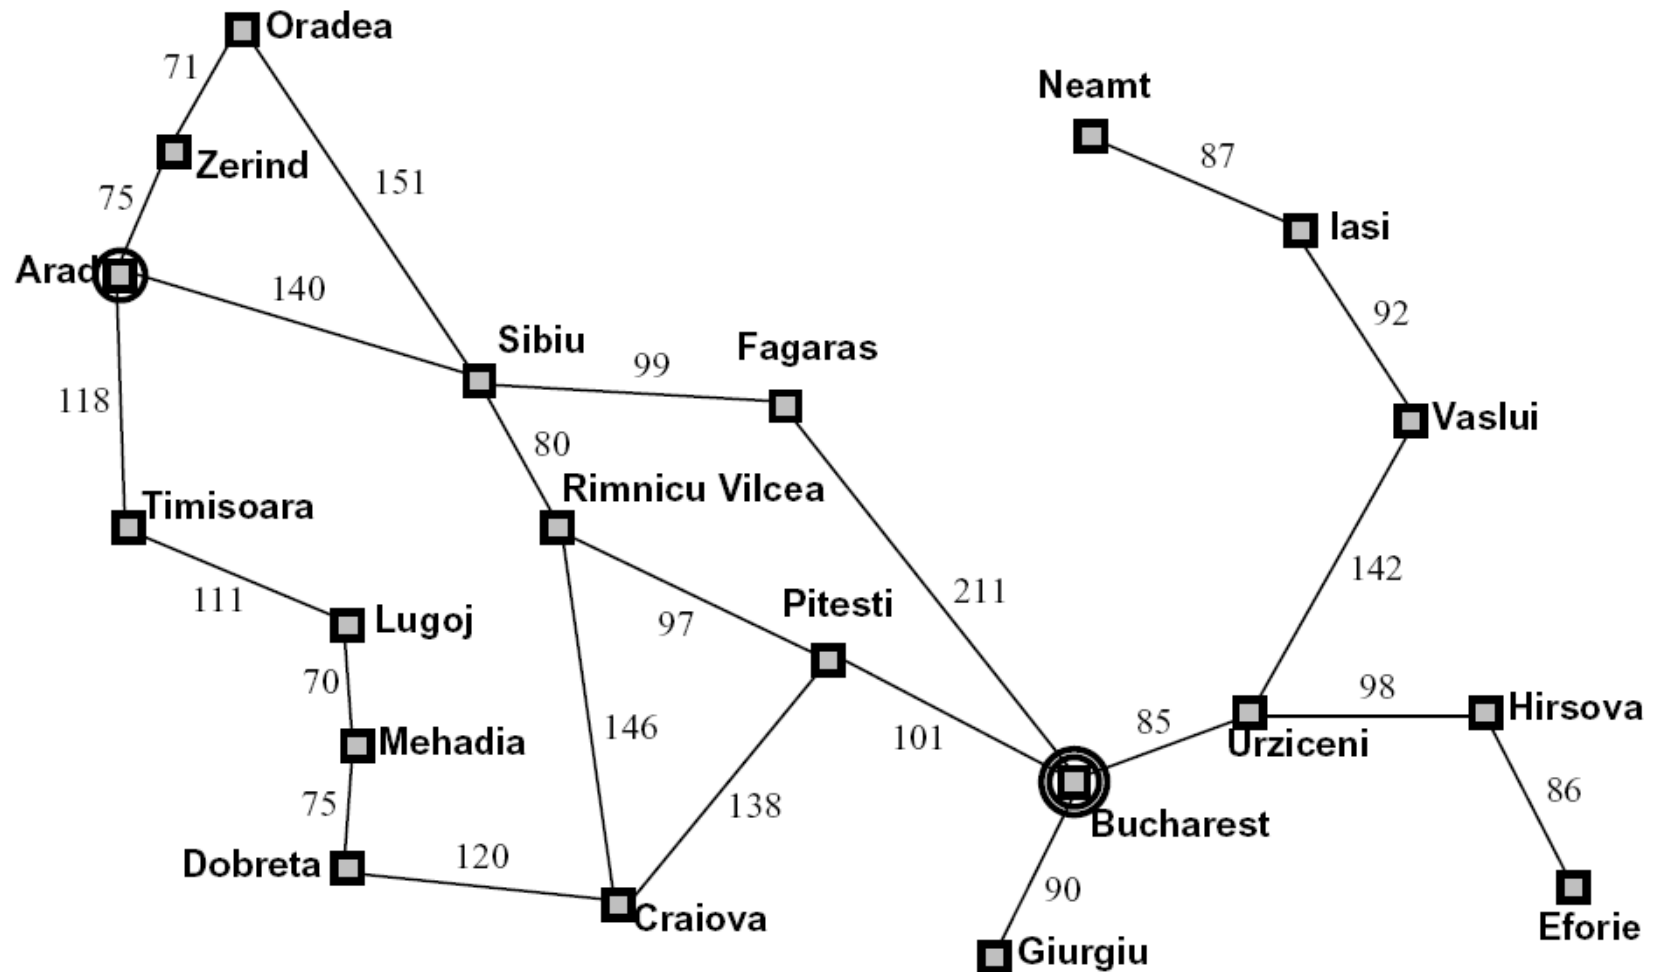 Oradea
71
Neamt
87
Zerind
151
75
Iasi
Arad
140
92
Sibiu
Fagaras
99
118
Vaslui
80
Rimnicu Vilcea
Timisoara
142
211
111
Lugoj
97
Pitesti
70
98
Hirsova
146
85
Mehadia
101
Urziceni
75
138
86
Bucharest
Dobreta
120
90
Craiova
Eforie
Giurgiu